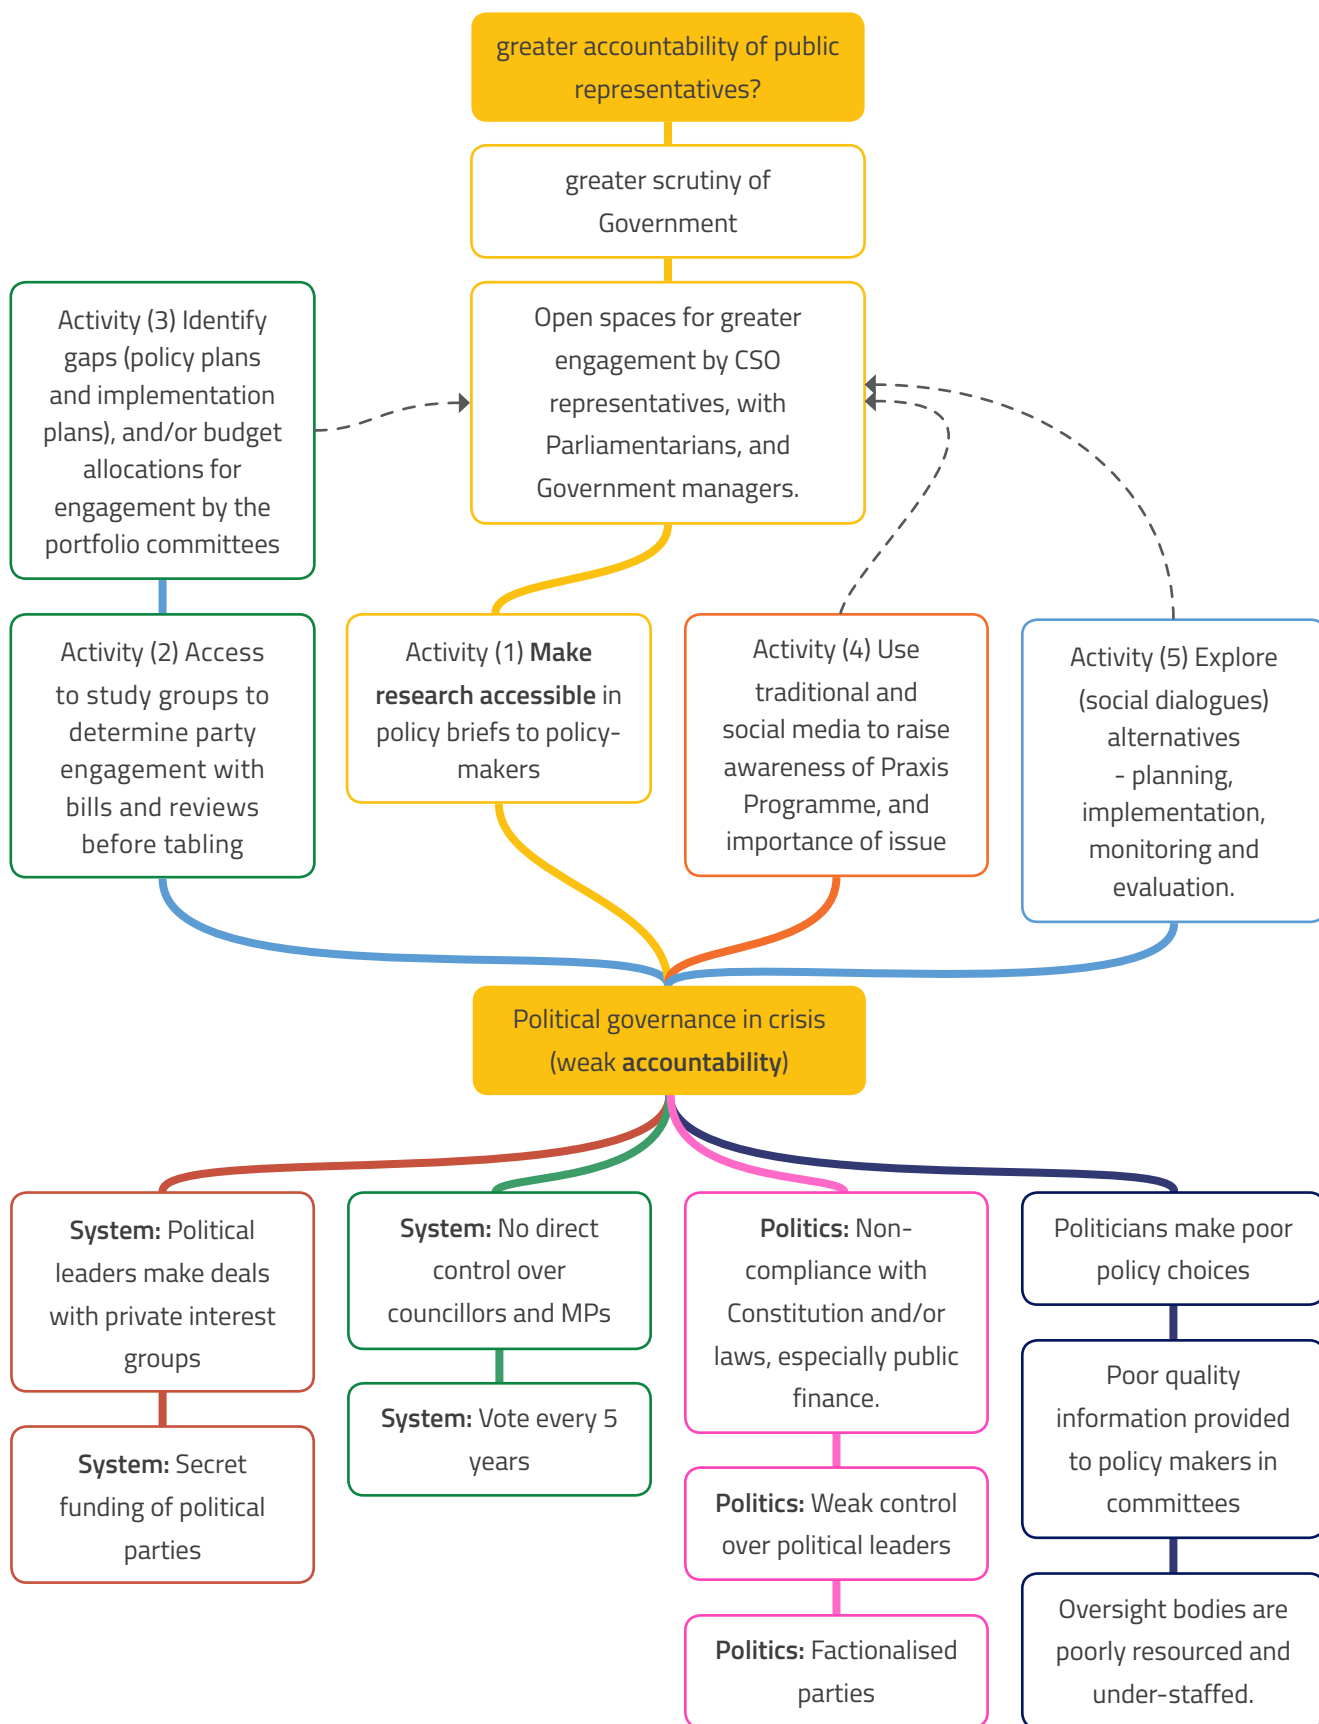 greater accountability of public
representatives?
greater scrutiny of
Government
Activity (3) Identify
gaps (policy plans
and implementation
plans), and/or budget
allocations for
engagement by the
portfolio committees
Open spaces for greater
engagement by CSO
representatives, with
Parliamentarians, and
Government managers.
Activity (2) Access
to study groups to
determine party
engagement with
bills and reviews
before tabling
Activity (1) Make
research accessible in
policy briefs to policy-
makers
Activity (4) Use
traditional and
social media to raise
awareness of Praxis
Programme, and
importance of issue
Activity (5) Explore
(social dialogues)
alternatives
- planning,
implementation,
monitoring and
evaluation.
Political governance in crisis
(weak accountability)
System: Political
leaders make deals
with private interest
groups
System: Secret
funding of political
parties
System: No direct
control over
councillors and MPs
System: Vote every 5
years
Politics: Non-
compliance with
Constitution and/or
laws, especially public
finance.
Politics: Weak control
over political leaders
Politics: Factionalised
parties
Politicians make poor
policy choices
Poor quality
information provided
to policy makers in
committees
Oversight bodies are
poorly resourced and
under-staffed.